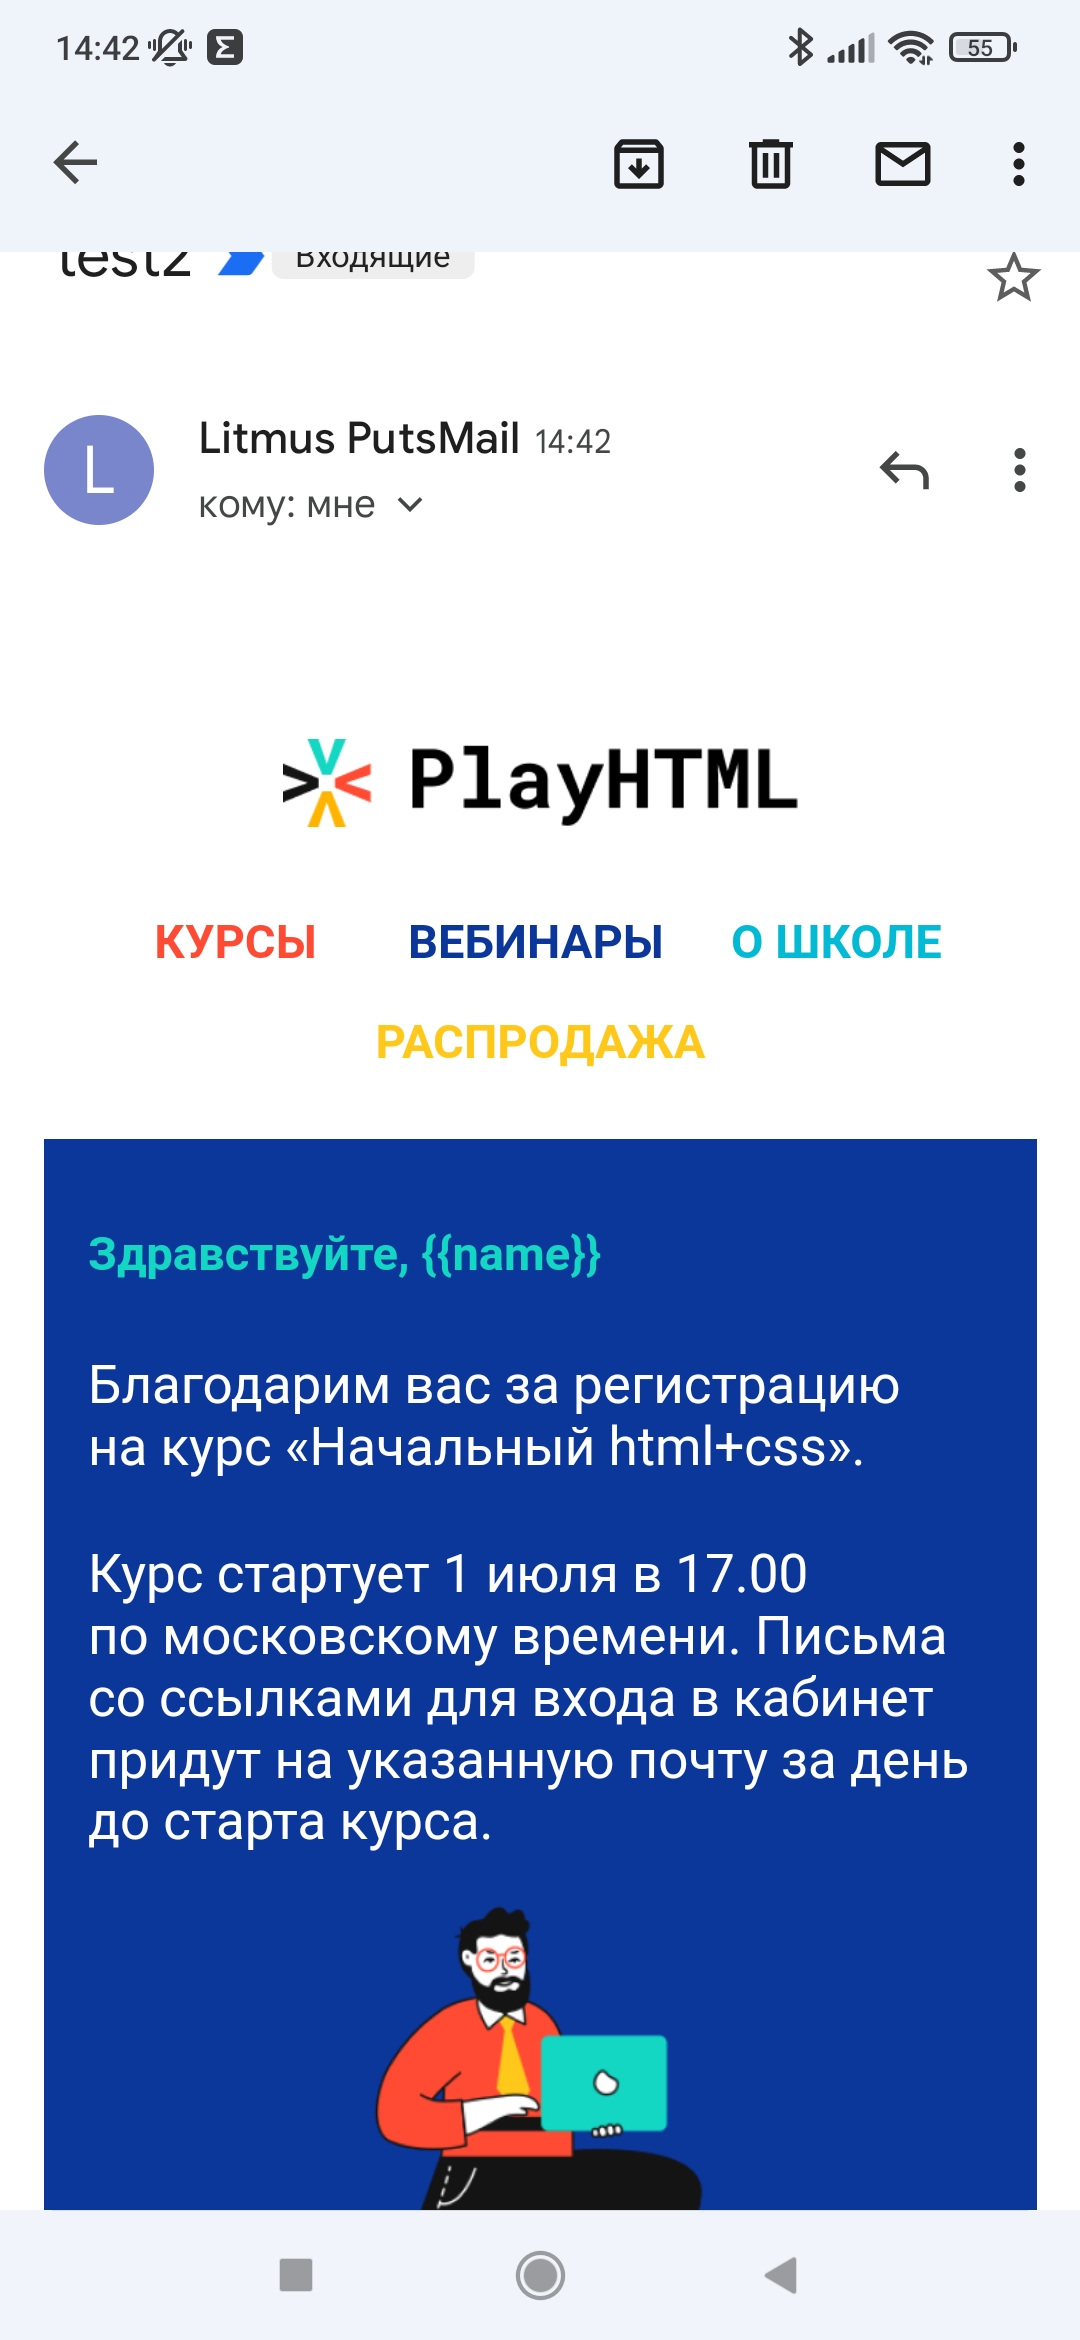 14:42
55
test2 Входящие
L
Litmus PutsMail 14:42
кому: мне
PlayHTML
КУРСЫ ВЕБИНАРЫ О ШКОЛЕ
РАСПРОДАЖА
Здравствуйте, {{name}}
Благодарим вас за регистрацию
на курс «Начальный html+css».
Курс стартует 1 июля в 17.00
по московскому времени. Письма
со ссылками для входа в кабинет
придут на указанную почту за день
до старта курса.